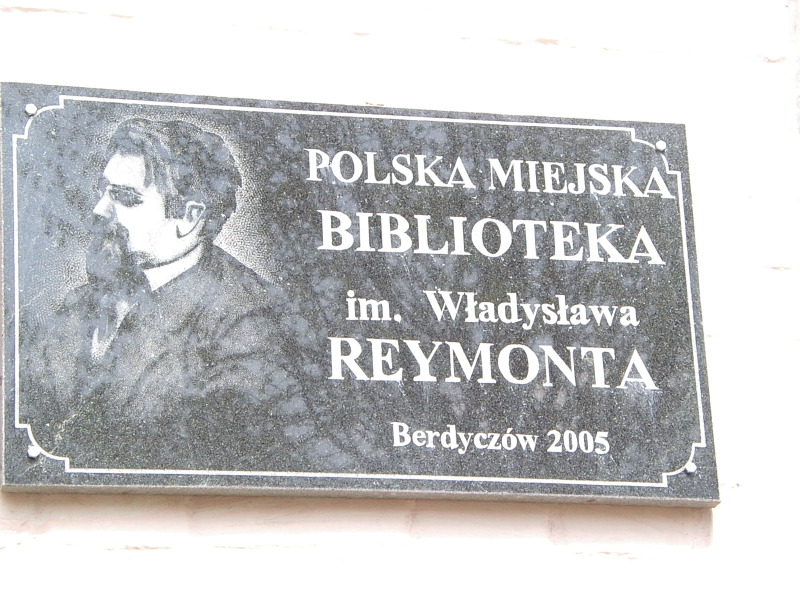 POLSKA MIEJSKA
BIBLIOTEKA
im. Władysława
REYMONTA
Berdyczów 2005